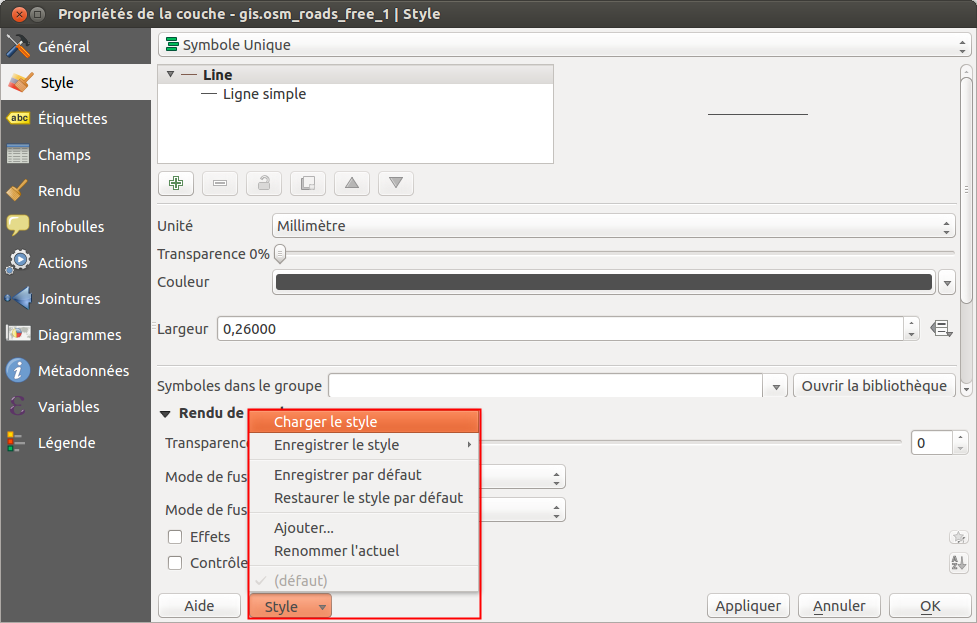 Propriétés de la couche - gis.osm_roads_free_1 | Style
Général
Style
Étiquettes
Champs
Rendu
Infobulles
Actions
Jointures
Diagrammes
Métadonnées
Variables
Légende
Symbole Unique
Line
Ligne simple
Unité
Millimètre
Transparence 0%
Couleur
Largeur
0,26000
Symboles dans le groupe
Ouvrir la bibliothèque
Rendu de
Transparence
0
Mode de fus
Mode de fus
Effets
Contrôle
Charger le style
Enregistrer le style
Enregistrer par défaut
Restaurer le style par défaut
Ajouter...
Renommer l'actuel
(défaut)
Aide
Style
Appliquer
Annuler
OK